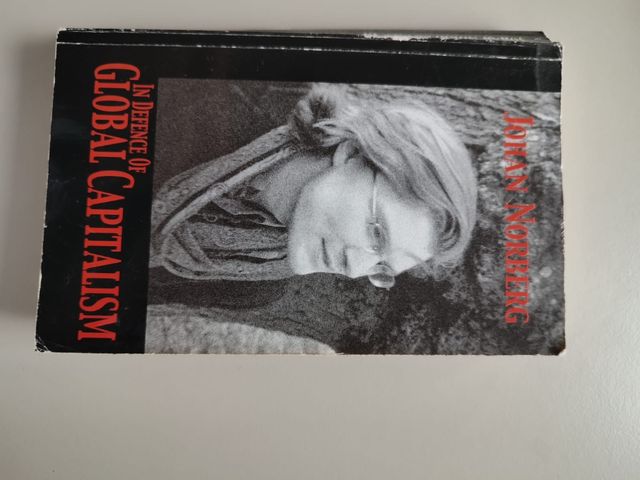 JOHAN NORBERG
IN DEFENCE OF
GLOBAL CAPITALISM